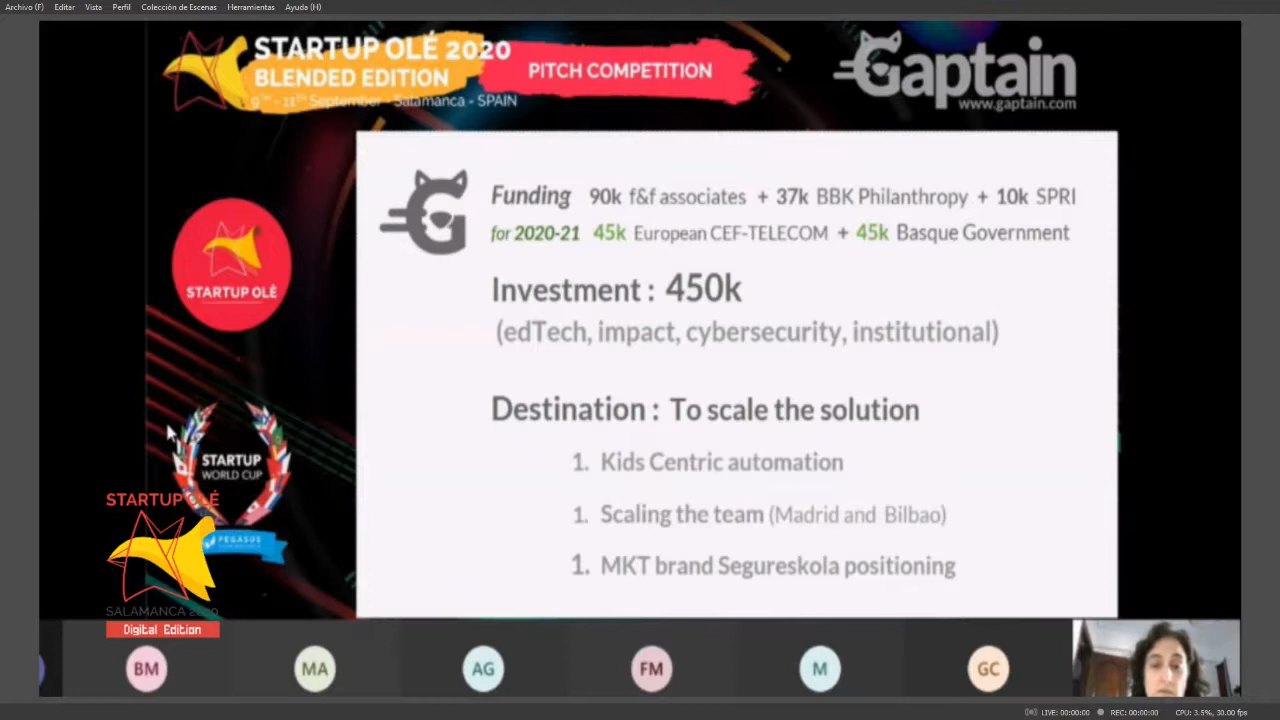 Archivo (F) Editar Vista Perfil Colección de Escenas Herramientas Ayuda (H)
STARTUP OLÉ 2020
BLENDED EDITION
9TH - 11TH September - Salamanca - SPAIN
PITCH COMPETITION
Gaptain
www.gaptain.com
Funding 90k f&f associates + 37k BBK Philanthropy + 10k SPRI
for 2020-21 45k European CEF-TELECOM + 45k Basque Government
Investment : 450k
(edTech, impact, cybersecurity, institutional)
Destination : To scale the solution
1. Kids Centric automation
1. Scaling the team (Madrid and Bilbao)
1. MKT brand Segureskola positioning
STARTUP OLÉ
STARTUP
WORLD CUP
PEGASUS
STARTUP OLÉ
SALAMANCA 2020
Digital Edition
BM MA AG FM M GC
LIVE: 00:00:00 REC: 00:00:00 CPU: 3.5%, 30.00 fps